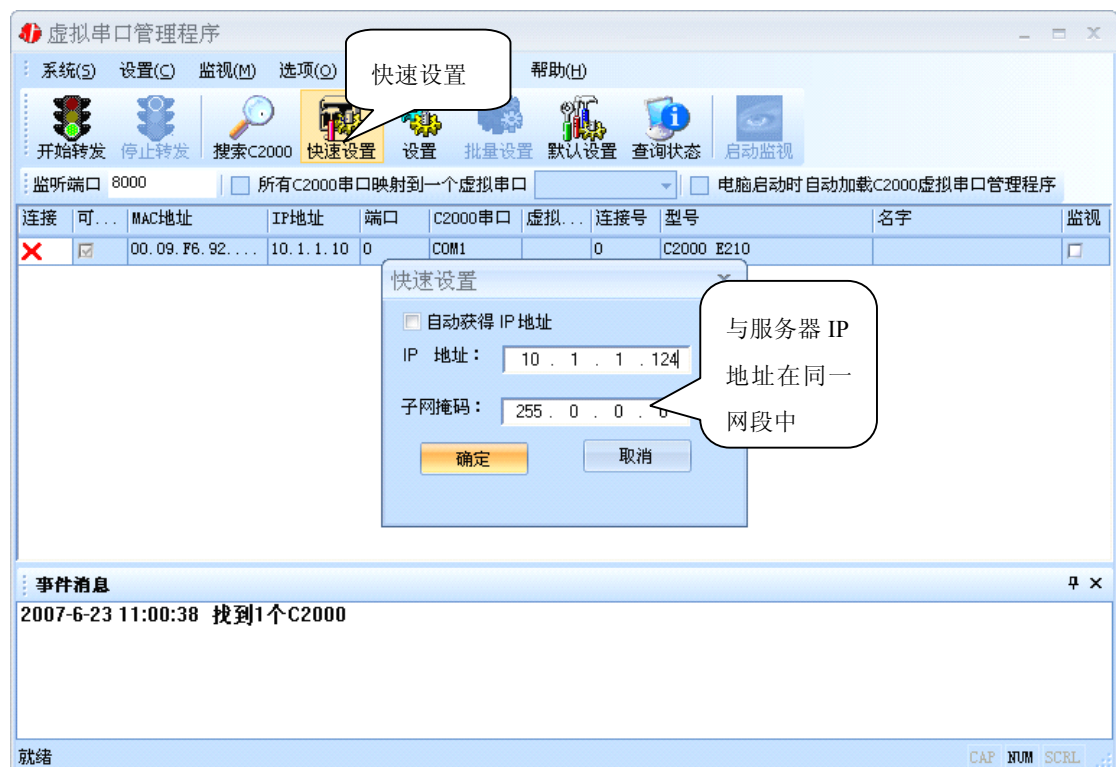 虚拟串口管理程序
系统(S) 设置(C) 监视(M) 选项(O) 帮助(H)
快速设置
开始转发 停止转发 搜索C2000 快速设置 设置 批量设置 默认设置 查询状态 启动监视
监听端口 8000 所有C2000串口映射到一个虚拟串口 电脑启动时自动加载C2000虚拟串口管理程序
连接 可... MAC地址 IP地址 端口 C2000串口 虚拟... 连接号 型号 名字 监视
00.09.F6.92.... 10.1.1.10 0 COM1 0 C2000 E210
快速设置
自动获得 IP 地址
IP 地址： 10 . 1 . 1 . 124
子网掩码： 255 . 0 . 0 . 0
确定 取消
与服务器 IP
地址在同一
网段中
事件消息
2007-6-23 11:00:38 找到1个C2000
就绪 CAP NUM SCRL